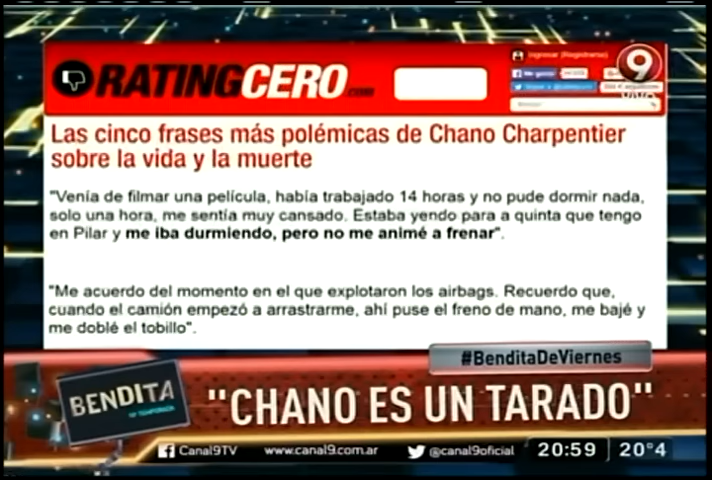 RATINGCERO.com
Ingresar (Registrarse)
9
VIVO
Las cinco frases más polémicas de Chano Charpentier
sobre la vida y la muerte
"Venía de filmar una película, había trabajado 14 horas y no pude dormir nada,
solo una hora, me sentía muy cansado. Estaba yendo para a quinta que tengo
en Pilar y me iba durmiendo, pero no me animé a frenar".
"Me acuerdo del momento en el que explotaron los airbags. Recuerdo que,
cuando el camión empezó a arrastrarme, ahí puse el freno de mano, me bajé y
me doblé el tobillo".
#BenditaDeViernes
BENDITA
"CHANO ES UN TARADO"
Canal9TV www.canal9.com.ar @canal9oficial 20:59 20°4